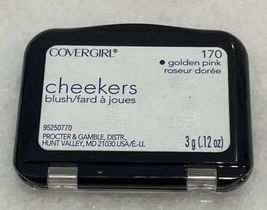 COVERGIRL®
170
• golden pink
roseur dorée
cheekers
blush/fard à joues
95250770
PROCTER & GAMBLE, DISTR.,
HUNT VALLEY, MD 21030 USA/É.-U.
3 g (.12 oz)